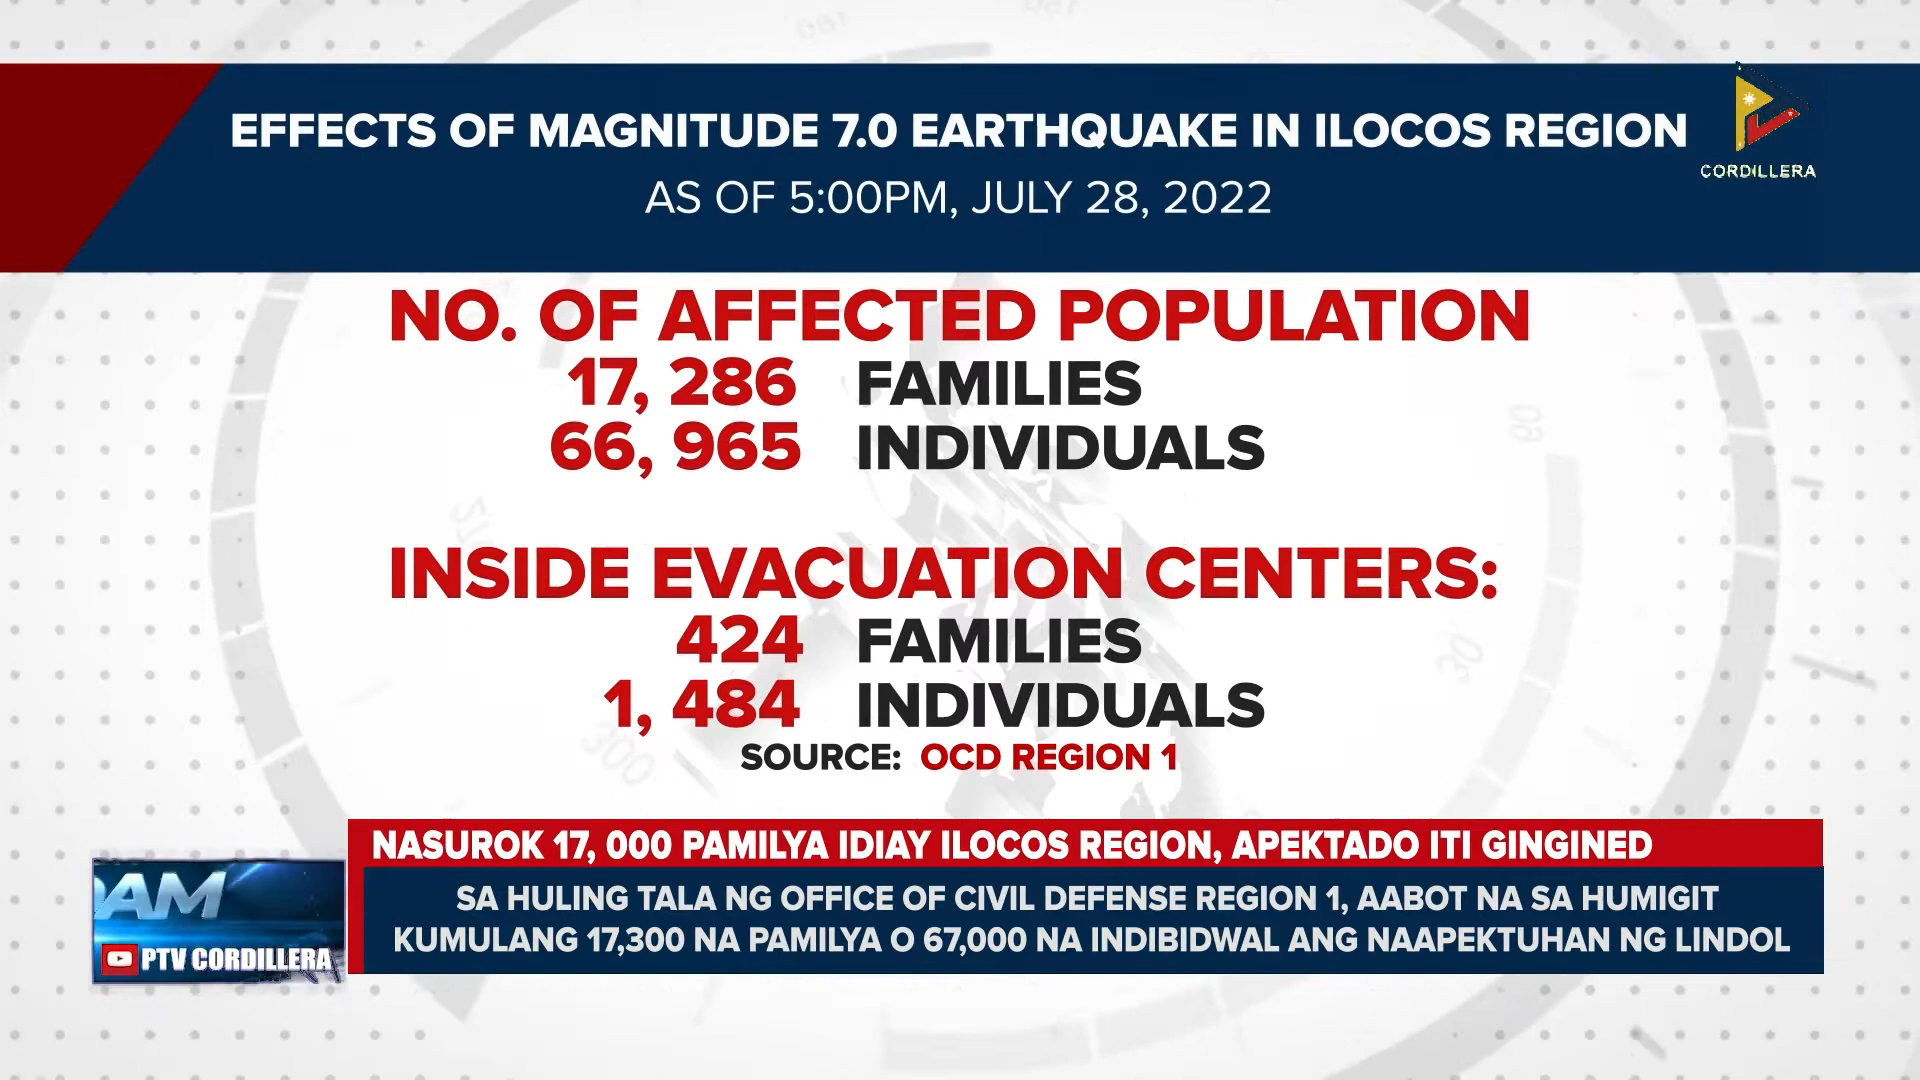 EFFECTS OF MAGNITUDE 7.0 EARTHQUAKE IN ILOCOS REGION
AS OF 5:00PM, JULY 28, 2022
CORDILLERA
NO. OF AFFECTED POPULATION
17, 286 FAMILIES
66, 965 INDIVIDUALS
INSIDE EVACUATION CENTERS:
424 FAMILIES
1, 484 INDIVIDUALS
SOURCE: OCD REGION 1
NASUROK 17, 000 PAMILYA IDIAY ILOCOS REGION, APEKTADO ITI GINGINED
SA HULING TALA NG OFFICE OF CIVIL DEFENSE REGION 1, AABOT NA SA HUMIGIT
KUMULANG 17,300 NA PAMILYA O 67,000 NA INDIBIDWAL ANG NAAPEKTUHAN NG LINDOL
AM
PTV CORDILLERA
60
30
300